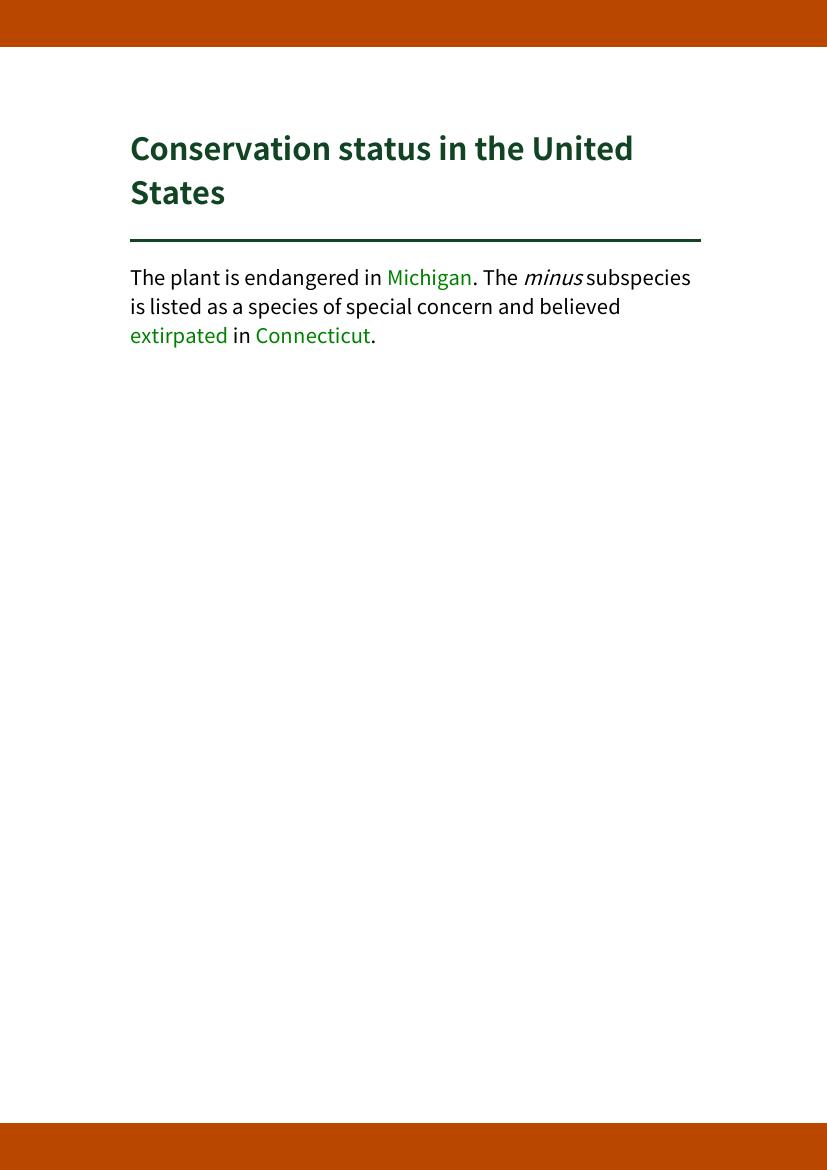 Conservation status in the United
States
The plant is endangered in Michigan. The minus subspecies
is listed as a species of special concern and believed
extirpated in Connecticut.